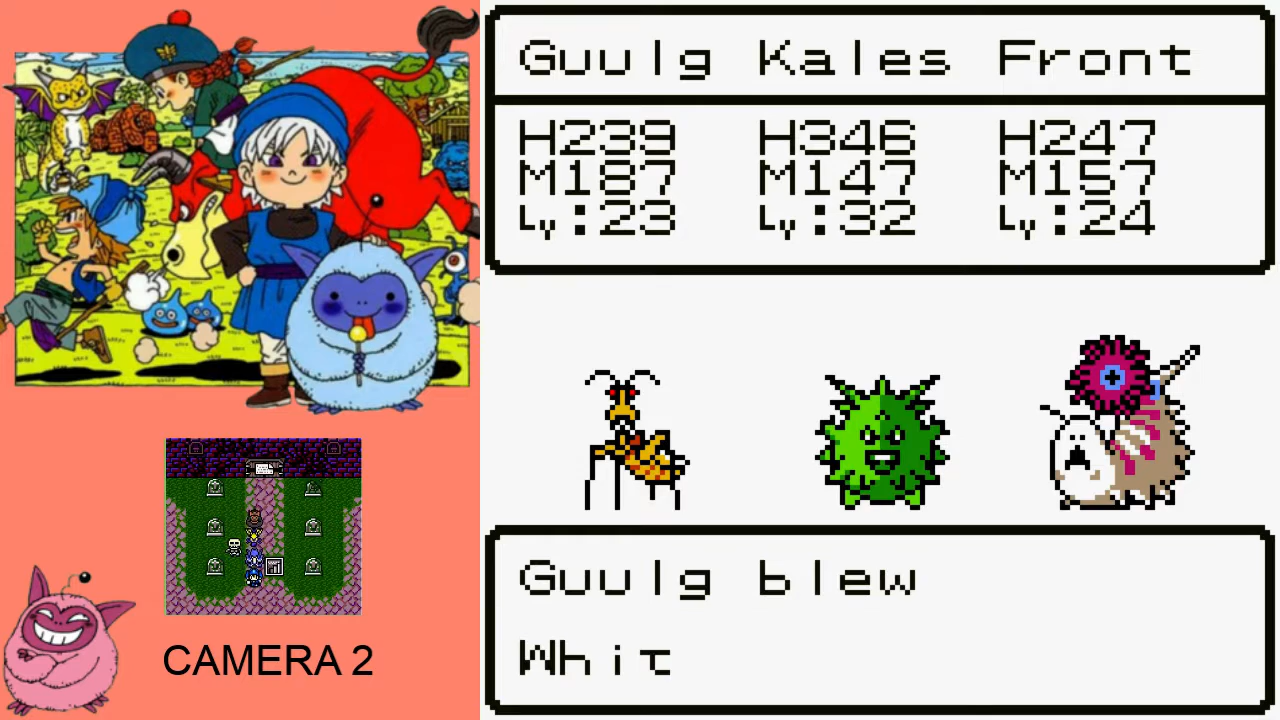 Guulg Kales Front
H239 H346 H247
M187 M147 M157
Lv:23 Lv:32 Lv:24
Guulg blew
Whit
CAMERA 2